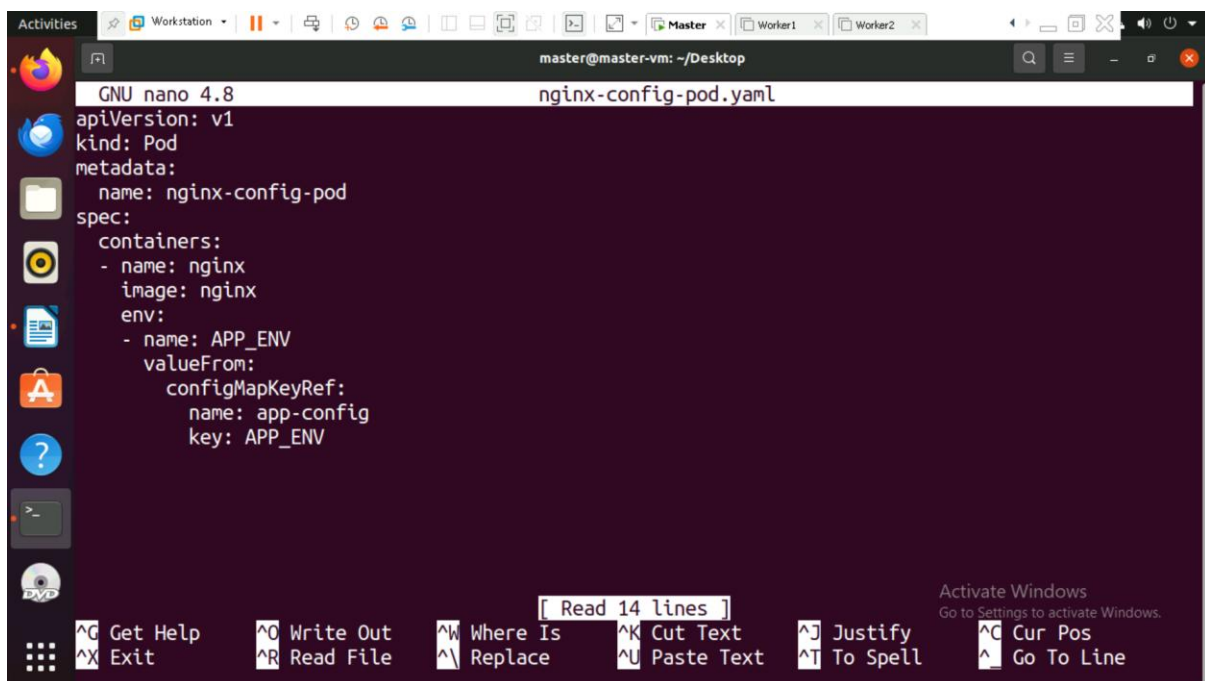 Activities Workstation Master Worker1 Worker2
master@master-vm: ~/Desktop
GNU nano 4.8 nginx-config-pod.yaml
apiVersion: v1
kind: Pod
metadata:
  name: nginx-config-pod
spec:
  containers:
  - name: nginx
    image: nginx
    env:
    - name: APP_ENV
      valueFrom:
        configMapKeyRef:
          name: app-config
          key: APP_ENV
DVD
Activate Windows
[ Read 14 lines ]
Go to Settings to activate Windows.
^G Get Help ^O Write Out ^W Where Is ^K Cut Text ^J Justify ^C Cur Pos
^X Exit ^R Read File ^\ Replace ^U Paste Text ^T To Spell ^_ Go To Line